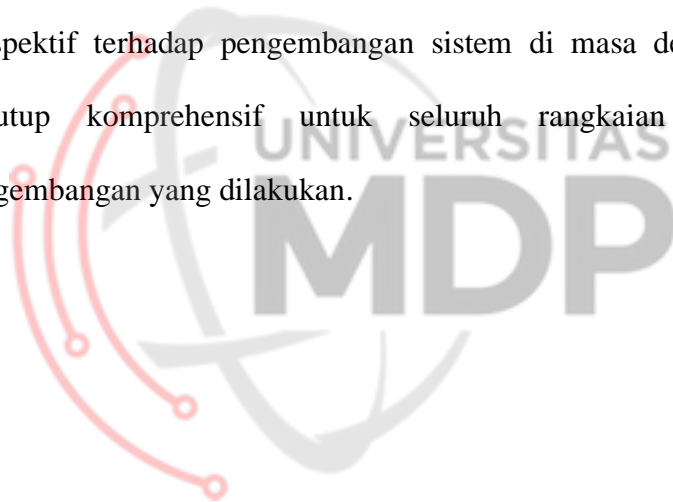 spektif terhadap pengembangan sistem di masa de
utup komprehensif untuk seluruh rangkaian
gembangan yang dilakukan.
UNIVERSITAS
MDP